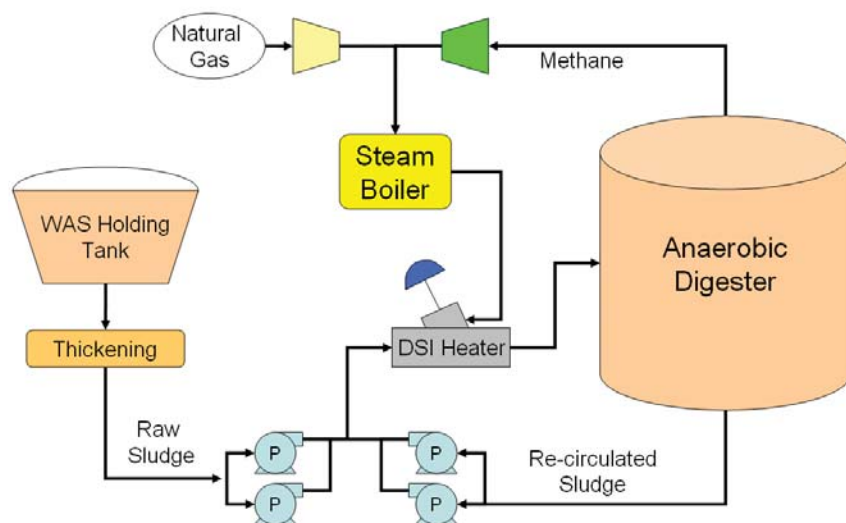 Natural
Gas
Methane
Steam
Boiler
WAS Holding
Tank
Anaerobic
Digester
Thickening
DSI Heater
Raw
Sludge
P
P
P
P
Re-circulated
Sludge